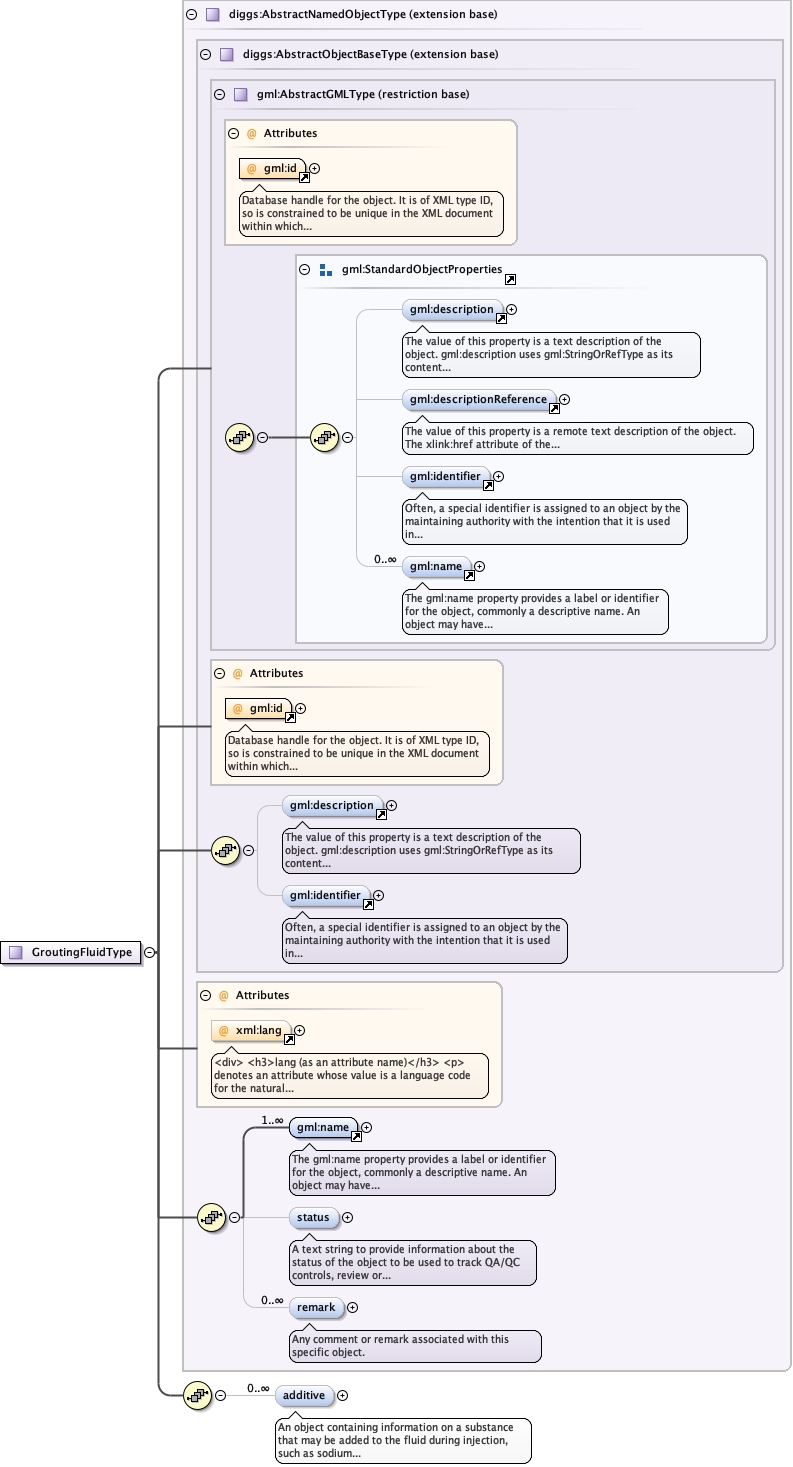 diggs:AbstractNamedObjectType (extension base)
diggs:AbstractObjectBaseType (extension base)
gml:AbstractGMLType (restriction base)
@ Attributes
@ gml:id
Database handle for the object. It is of XML type ID,
so is constrained to be unique in the XML document
within which...
gml:StandardObjectProperties
gml:description
The value of this property is a text description of the
object. gml:description uses gml:StringOrRefType as its
content...
gml:descriptionReference
The value of this property is a remote text description of the object.
The xlink:href attribute of the...
gml:identifier
Often, a special identifier is assigned to an object by the
maintaining authority with the intention that it is used
in...
0..∞
gml:name
The gml:name property provides a label or identifier
for the object, commonly a descriptive name. An
object may have...
@ Attributes
@ gml:id
Database handle for the object. It is of XML type ID,
so is constrained to be unique in the XML document
within which...
gml:description
The value of this property is a text description of the
object. gml:description uses gml:StringOrRefType as its
content...
gml:identifier
Often, a special identifier is assigned to an object by the
maintaining authority with the intention that it is used
in...
GroutingFluidType
@ Attributes
@ xml:lang
<div> <h3>lang (as an attribute name)</h3> <p>
denotes an attribute whose value is a language code
for the natural...
1..∞
gml:name
The gml:name property provides a label or identifier
for the object, commonly a descriptive name. An
object may have...
status
A text string to provide information about the
status of the object to be used to track QA/QC
controls, review or...
0..∞
remark
Any comment or remark associated with this
specific object.
0..∞
additive
An object containing information on a substance
that may be added to the fluid during injection,
such as sodium...